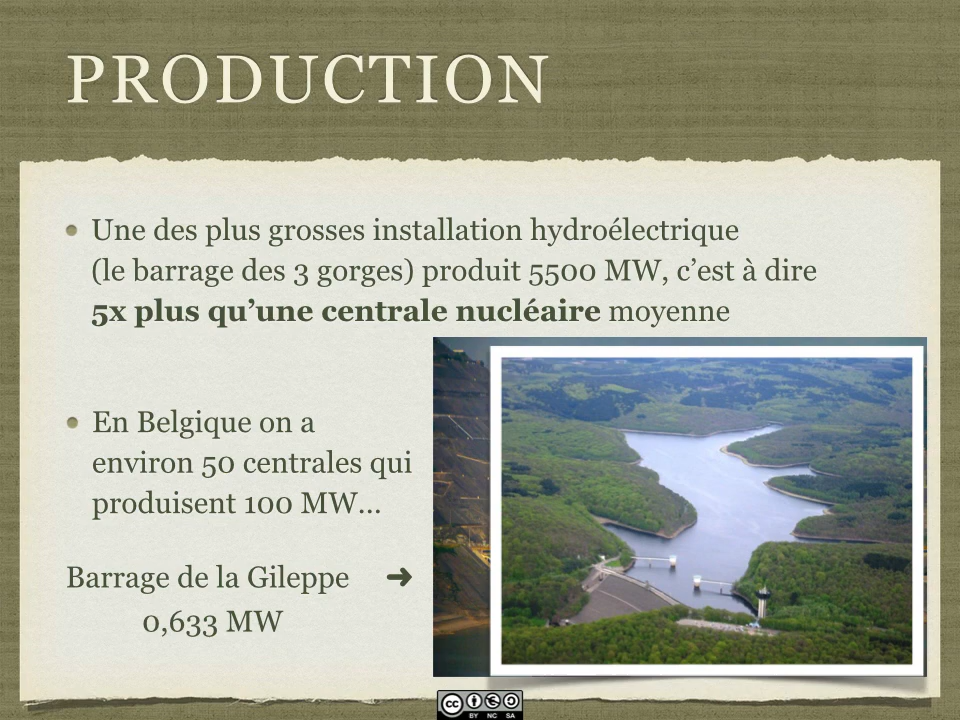 PRODUCTION
Une des plus grosses installation hydroélectrique
(le barrage des 3 gorges) produit 5500 MW, c’est à dire
5x plus qu’une centrale nucléaire moyenne
En Belgique on a
environ 50 centrales qui
produisent 100 MW...
Barrage de la Gileppe ➜
0,633 MW
cc BY NC SA